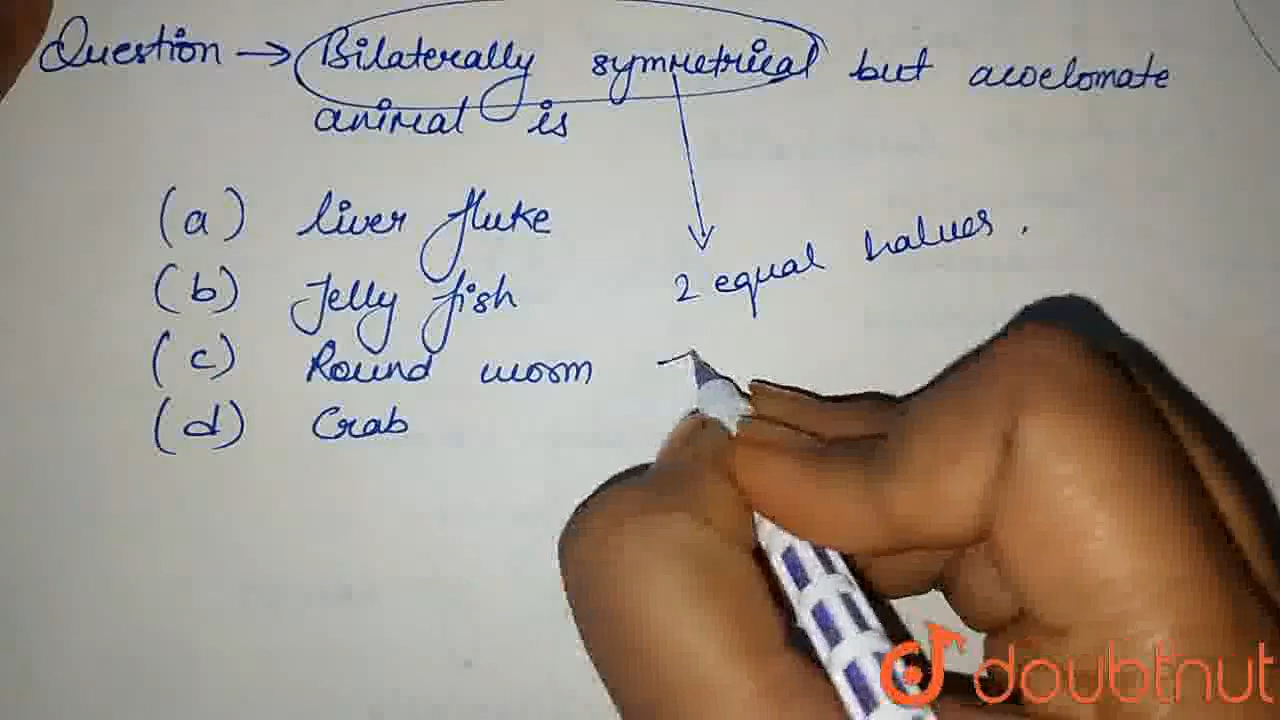 Question → Bilaterally symmetrical but acoelomate
animal is
(a) liver fluke
(b) Jelly fish
(c) Round worm
(d) Crab
2 equal halves.
doubtnut